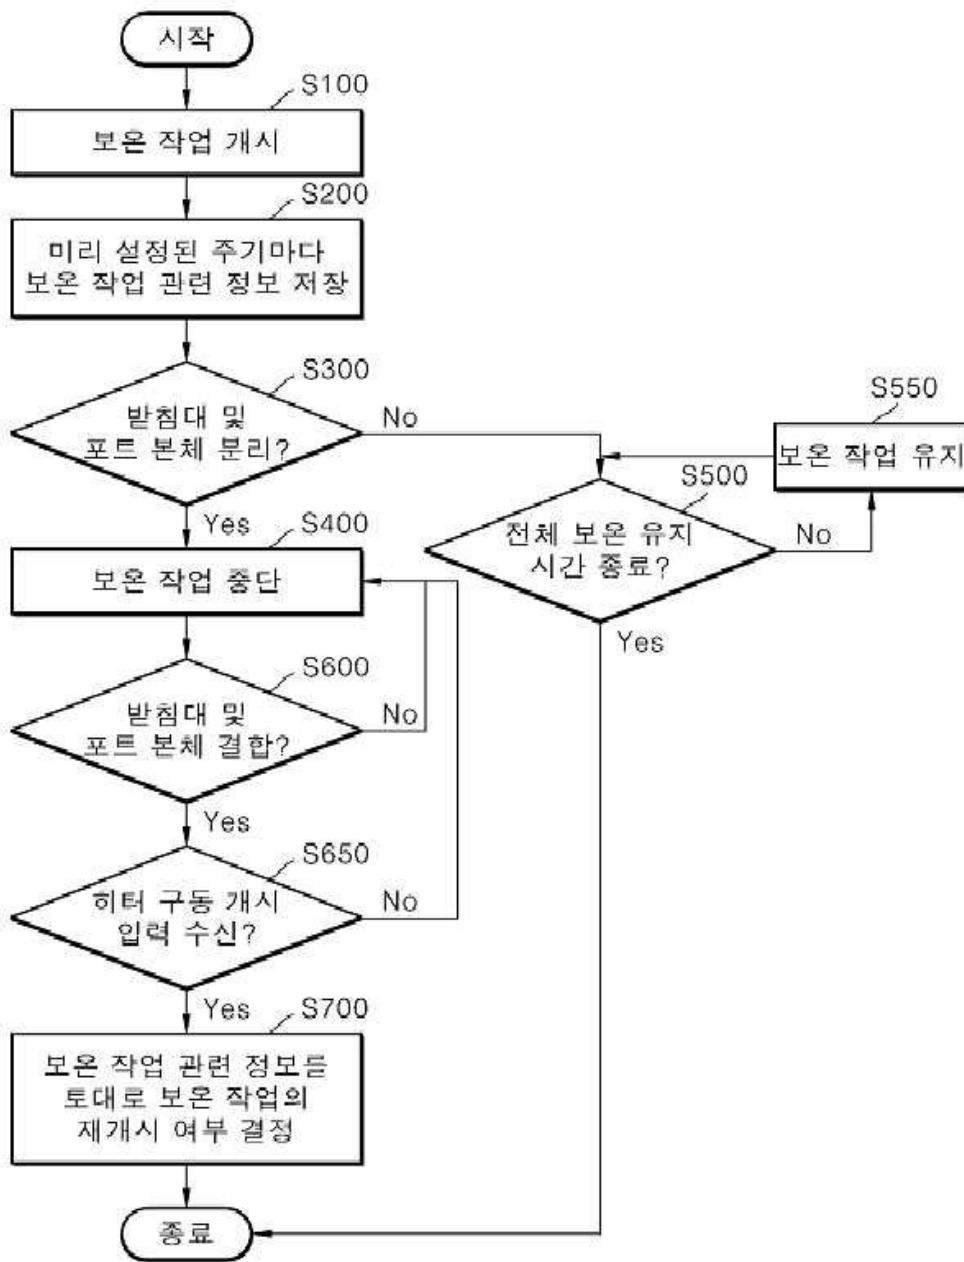 시작
S100
보온 작업 개시
S200
미리 설정된 주기마다
보온 작업 관련 정보 저장
S300
받침대 및
포트 본체 분리?
No
Yes
S550
보온 작업 유지
S500
전체 보온 유지
시간 종료?
No
Yes
S400
보온 작업 중단
S600
받침대 및
포트 본체 결합?
No
Yes
S650
히터 구동 개시
입력 수신?
No
Yes
S700
보온 작업 관련 정보를
토대로 보온 작업의
재개시 여부 결정
종료